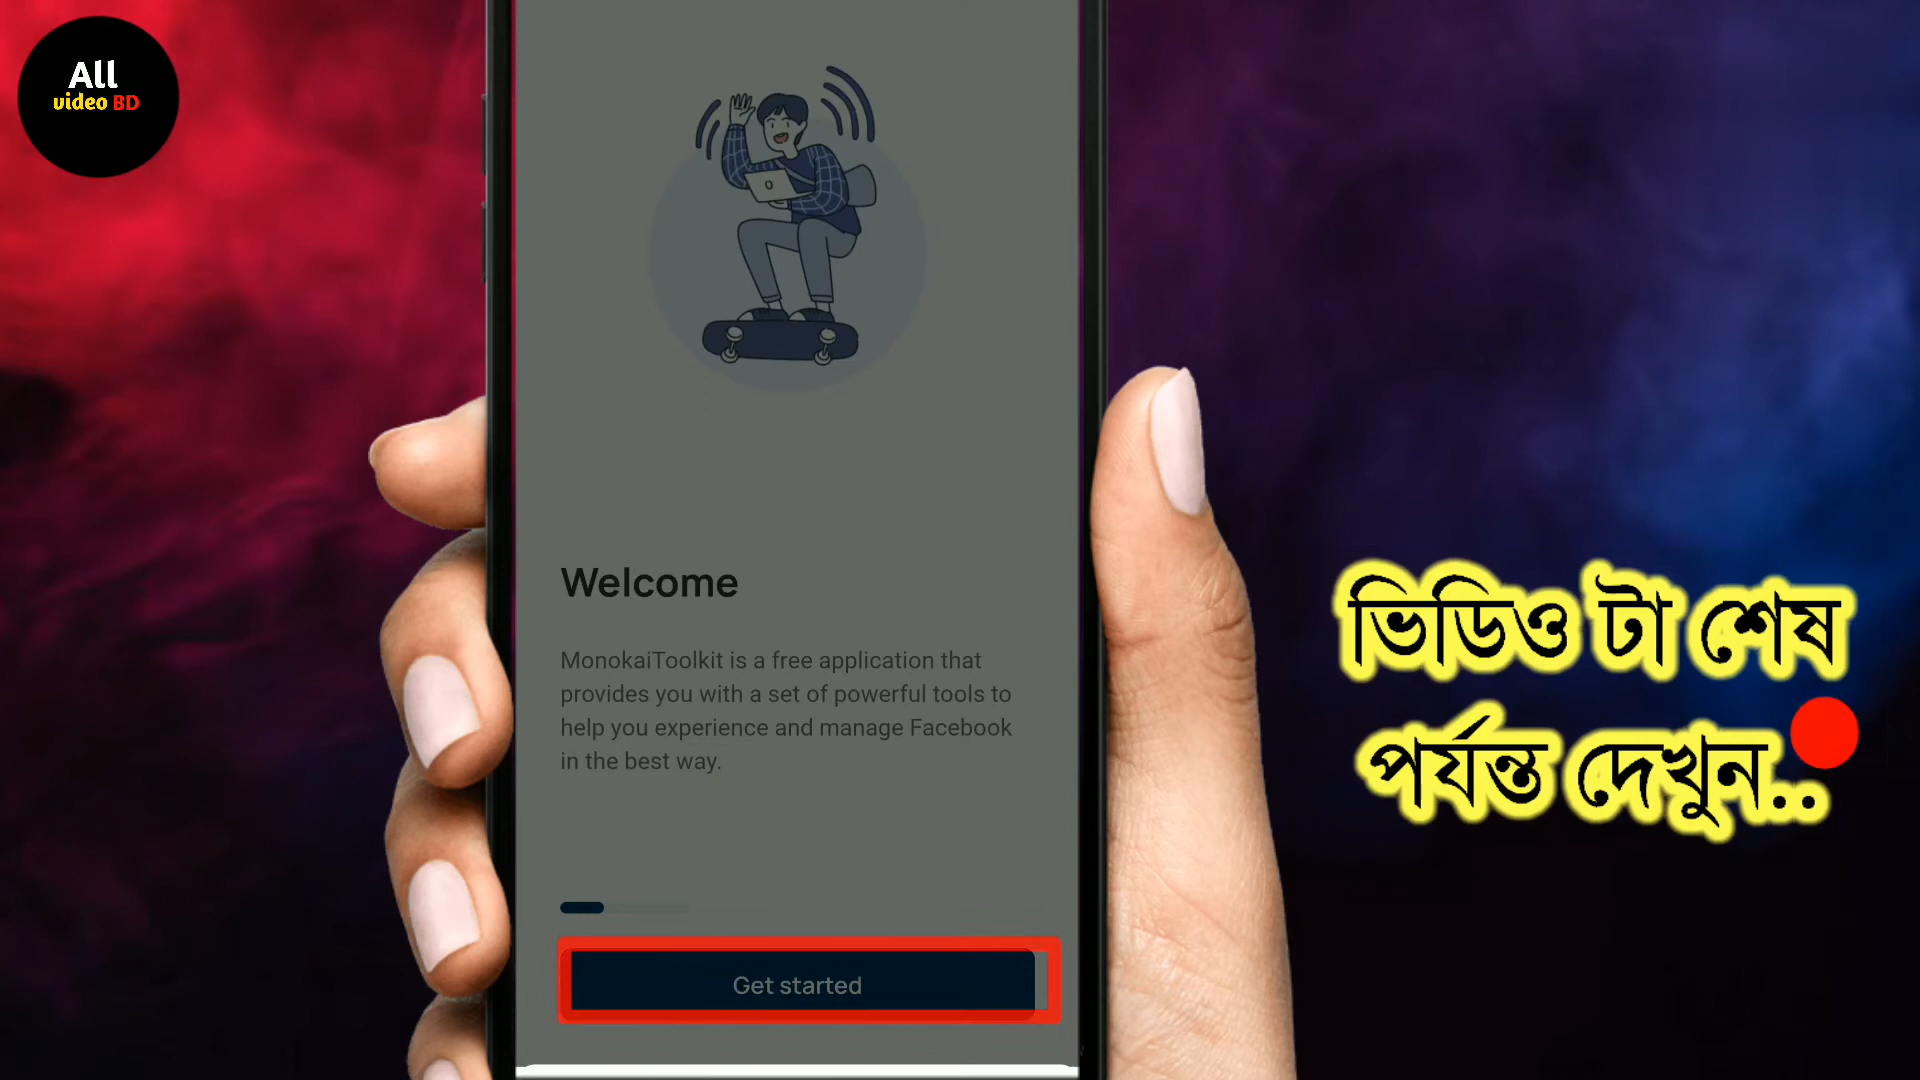 All
video BD
Welcome
MonokaiToolkit is a free application that
provides you with a set of powerful tools to
help you experience and manage Facebook
in the best way.
Get started
ভিডিও টা শেষ
পর্যন্ত দেখুন..